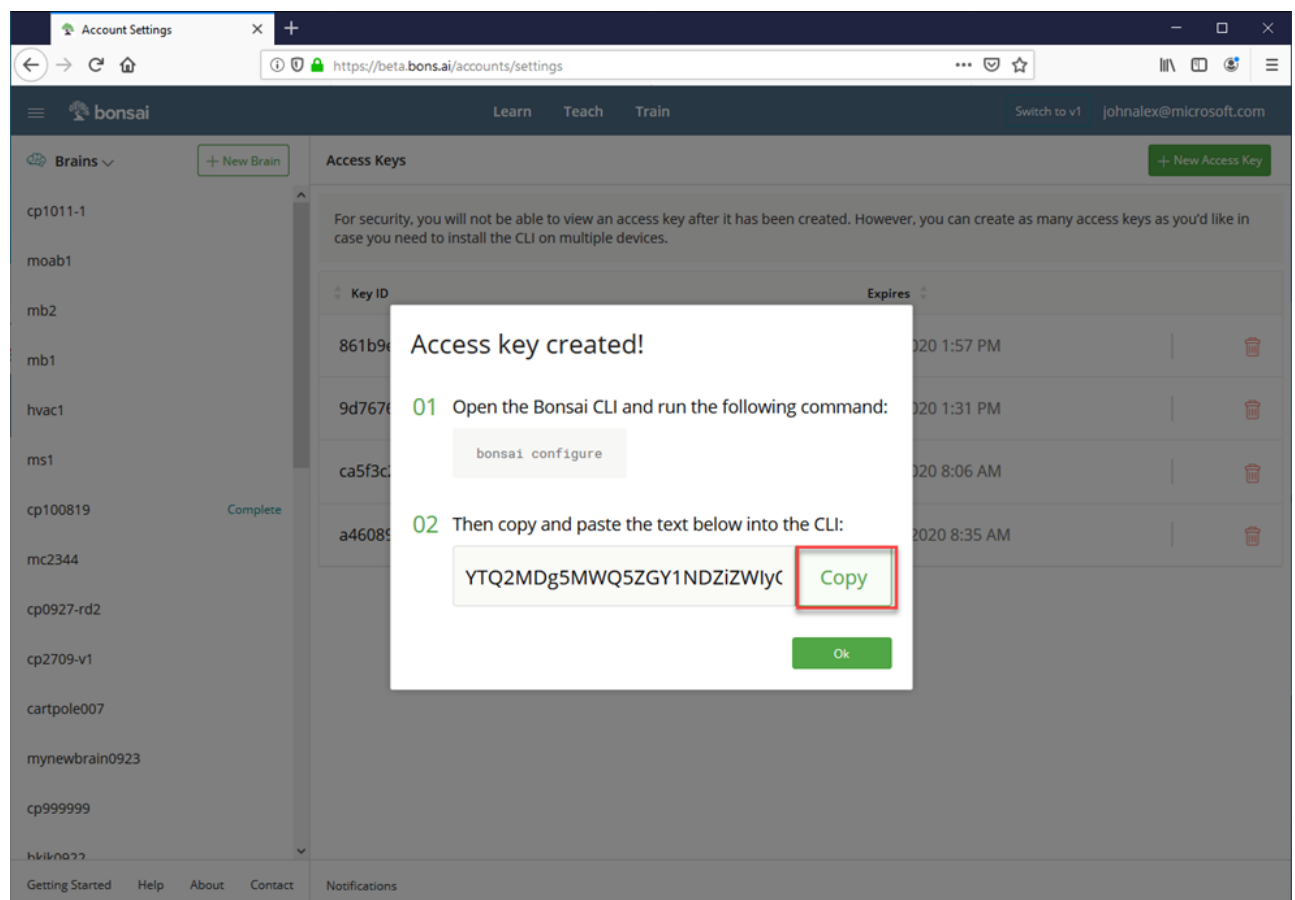 Account Settings
https://beta.bons.ai/accounts/settings
bonsai
Learn Teach Train
Switch to v1 johnalex@microsoft.com
Brains
+ New Brain
Access Keys
+ New Access Key
cp1011-1
moab1
mb2
mb1
hvac1
ms1
cp100819 Complete
mc2344
cp0927-rd2
cp2709-v1
cartpole007
mynewbrain0923
cp999999
For security, you will not be able to view an access key after it has been created. However, you can create as many access keys as you'd like in
case you need to install the CLI on multiple devices.
Key ID Expires
861b9e 020 1:57 PM
9d7676 020 1:31 PM
ca5f3c2 020 8:06 AM
a46089 2020 8:35 AM
Access key created!
01 Open the Bonsai CLI and run the following command:
bonsai configure
02 Then copy and paste the text below into the CLI:
Copy
Ok
Getting Started Help About Contact Notifications